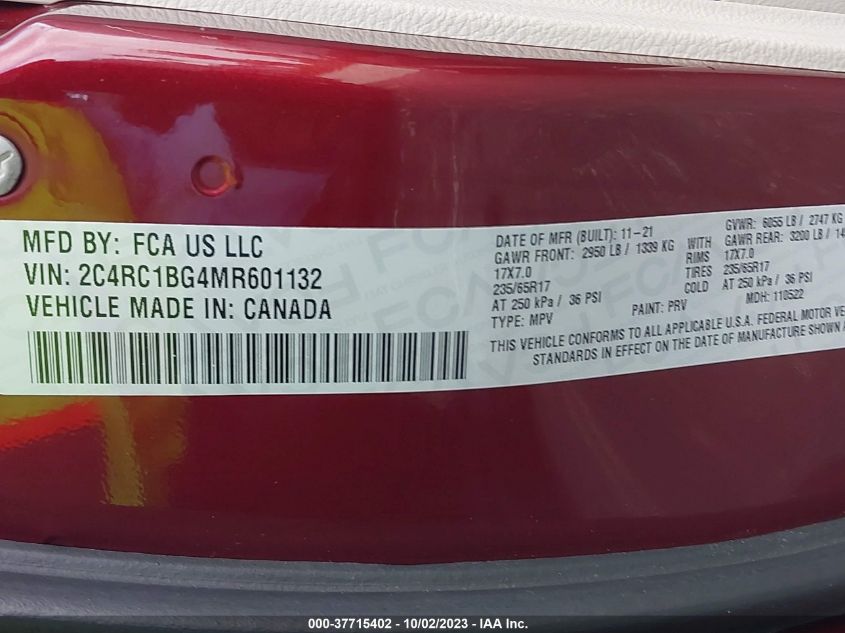 MFD BY: FCA US LLC
VIN: 2C4RC1BG4MR601132
VEHICLE MADE IN: CANADA
DATE OF MFR (BUILT): 11-21
GVWR: 6055 LB / 2747 KG
GAWR FRONT: 2950 LB / 1339 KG WITH GAWR REAR: 3200 LB /
17X7.0 RIMS 17X7.0
235/65R17 TIRES 235/65R17
AT 250 kPa / 36 PSI COLD AT 250 kPa / 36 PSI
TYPE: MPV PAINT: PRV MDH: 110522
THIS VEHICLE CONFORMS TO ALL APPLICABLE U.S.A. FEDERAL MOTOR
STANDARDS IN EFFECT ON THE DATE OF MANUFACTURE SHOWN
000-37715402 - 10/02/2023 - IAA Inc.